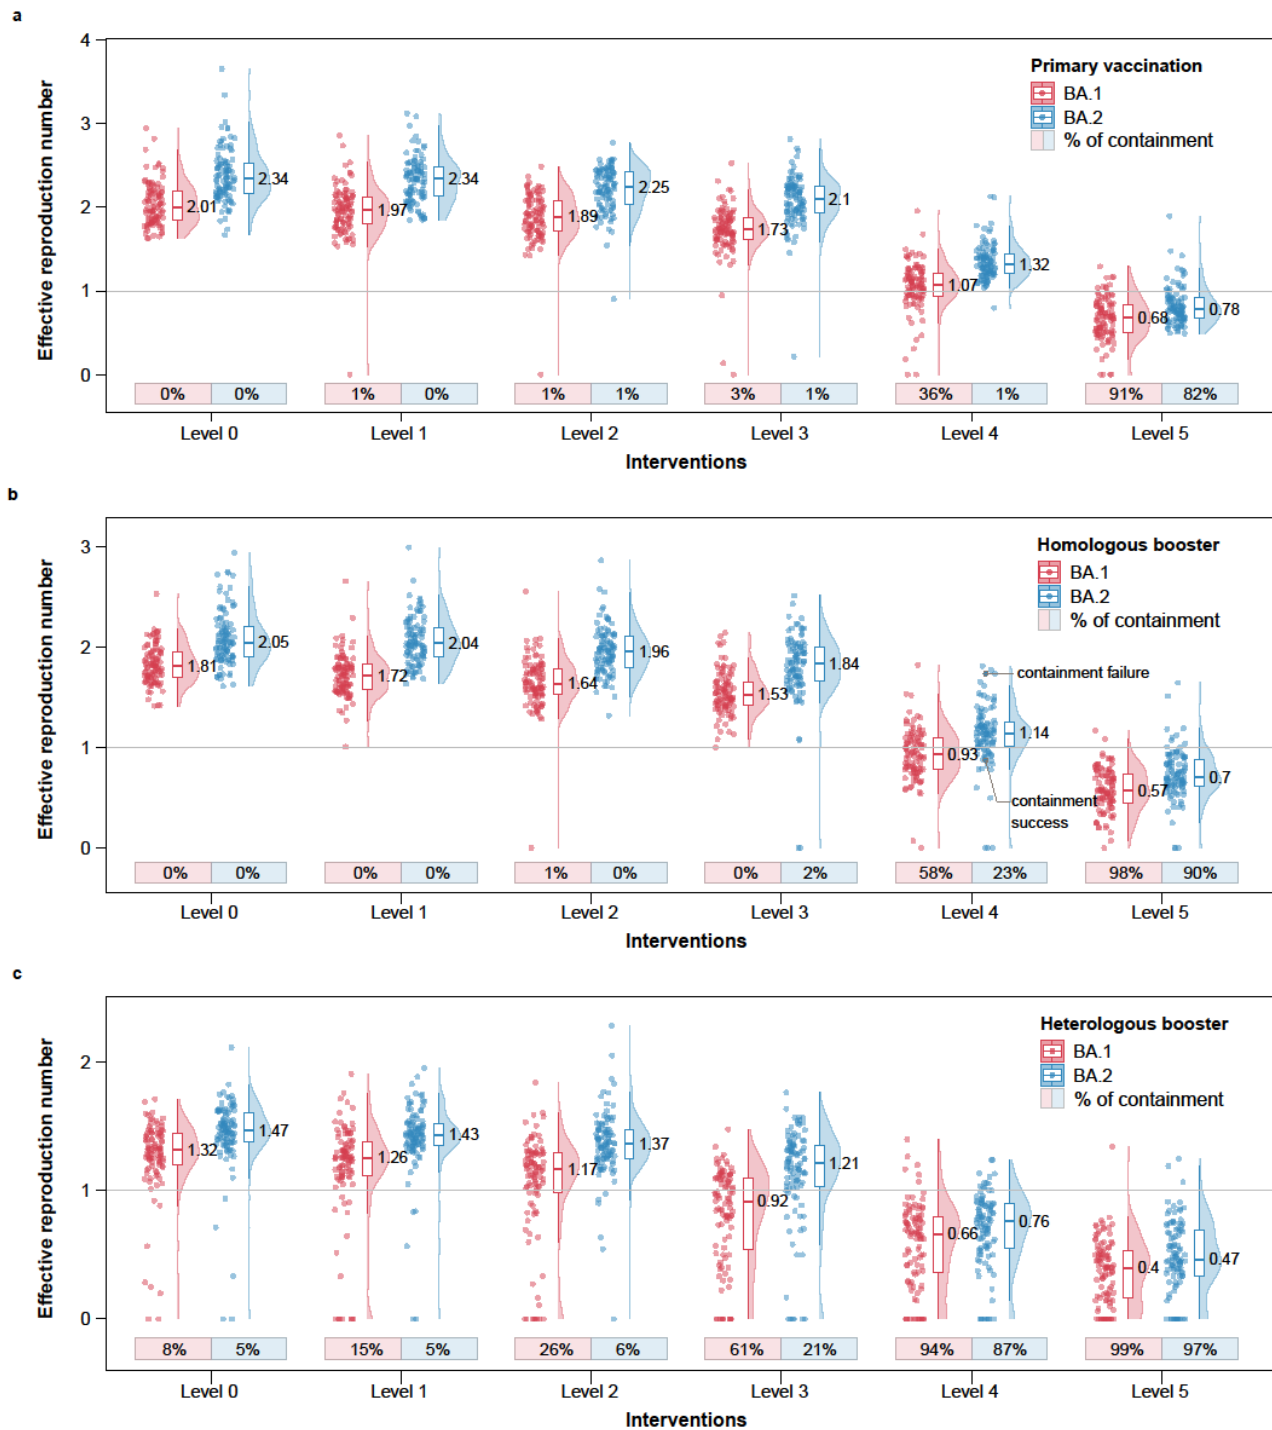 a
Effective reproduction number
4
3
2
1
0
Primary vaccination
BA.1
BA.2
% of containment
2.01 2.34 1.97 2.34 1.89 2.25 1.73 2.1 1.07 1.32 0.68 0.78
0% 0% 1% 0% 1% 1% 3% 1% 36% 1% 91% 82%
Level 0 Level 1 Level 2 Level 3 Level 4 Level 5
Interventions
b
Effective reproduction number
3
2
1
0
Homologous booster
BA.1
BA.2
% of containment
containment failure
1.81 2.05 1.72 2.04 1.64 1.96 1.53 1.84 0.93 1.14 0.57 0.7
containment
success
0% 0% 0% 0% 1% 0% 0% 2% 58% 23% 98% 90%
Level 0 Level 1 Level 2 Level 3 Level 4 Level 5
Interventions
c
Effective reproduction number
2
1
0
Heterologous booster
BA.1
BA.2
% of containment
1.32 1.47 1.26 1.43 1.17 1.37 0.92 1.21 0.66 0.76 0.4 0.47
8% 5% 15% 5% 26% 6% 61% 21% 94% 87% 99% 97%
Level 0 Level 1 Level 2 Level 3 Level 4 Level 5
Interventions